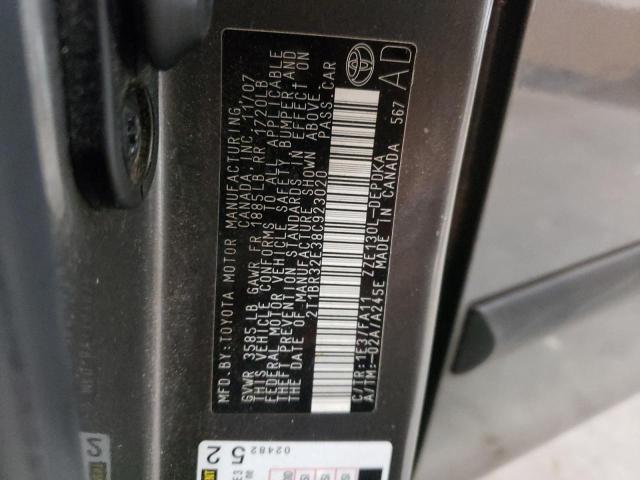 MFD.BY:TOYOTA MOTOR MANUFACTURING,
CANADA, INC. 11/07
GVWR 3585LB GAWR FR 1885LB RR 1720LB
THIS VEHICLE CONFORMS TO ALL APPLICABLE
FEDERAL MOTOR VEHICLE SAFETY, BUMPER, AND
THEFT PREVENTION STANDARDS IN EFFECT ON
THE DATE OF MANUFACTURE SHOWN ABOVE.
2T1BR32E38C923020 PASS.CAR
C/TR:1E3/FA11 ZZE130L-DEPDKA
A/TM:-02A/A245E MADE IN CANADA 567
AD
02482
5
2